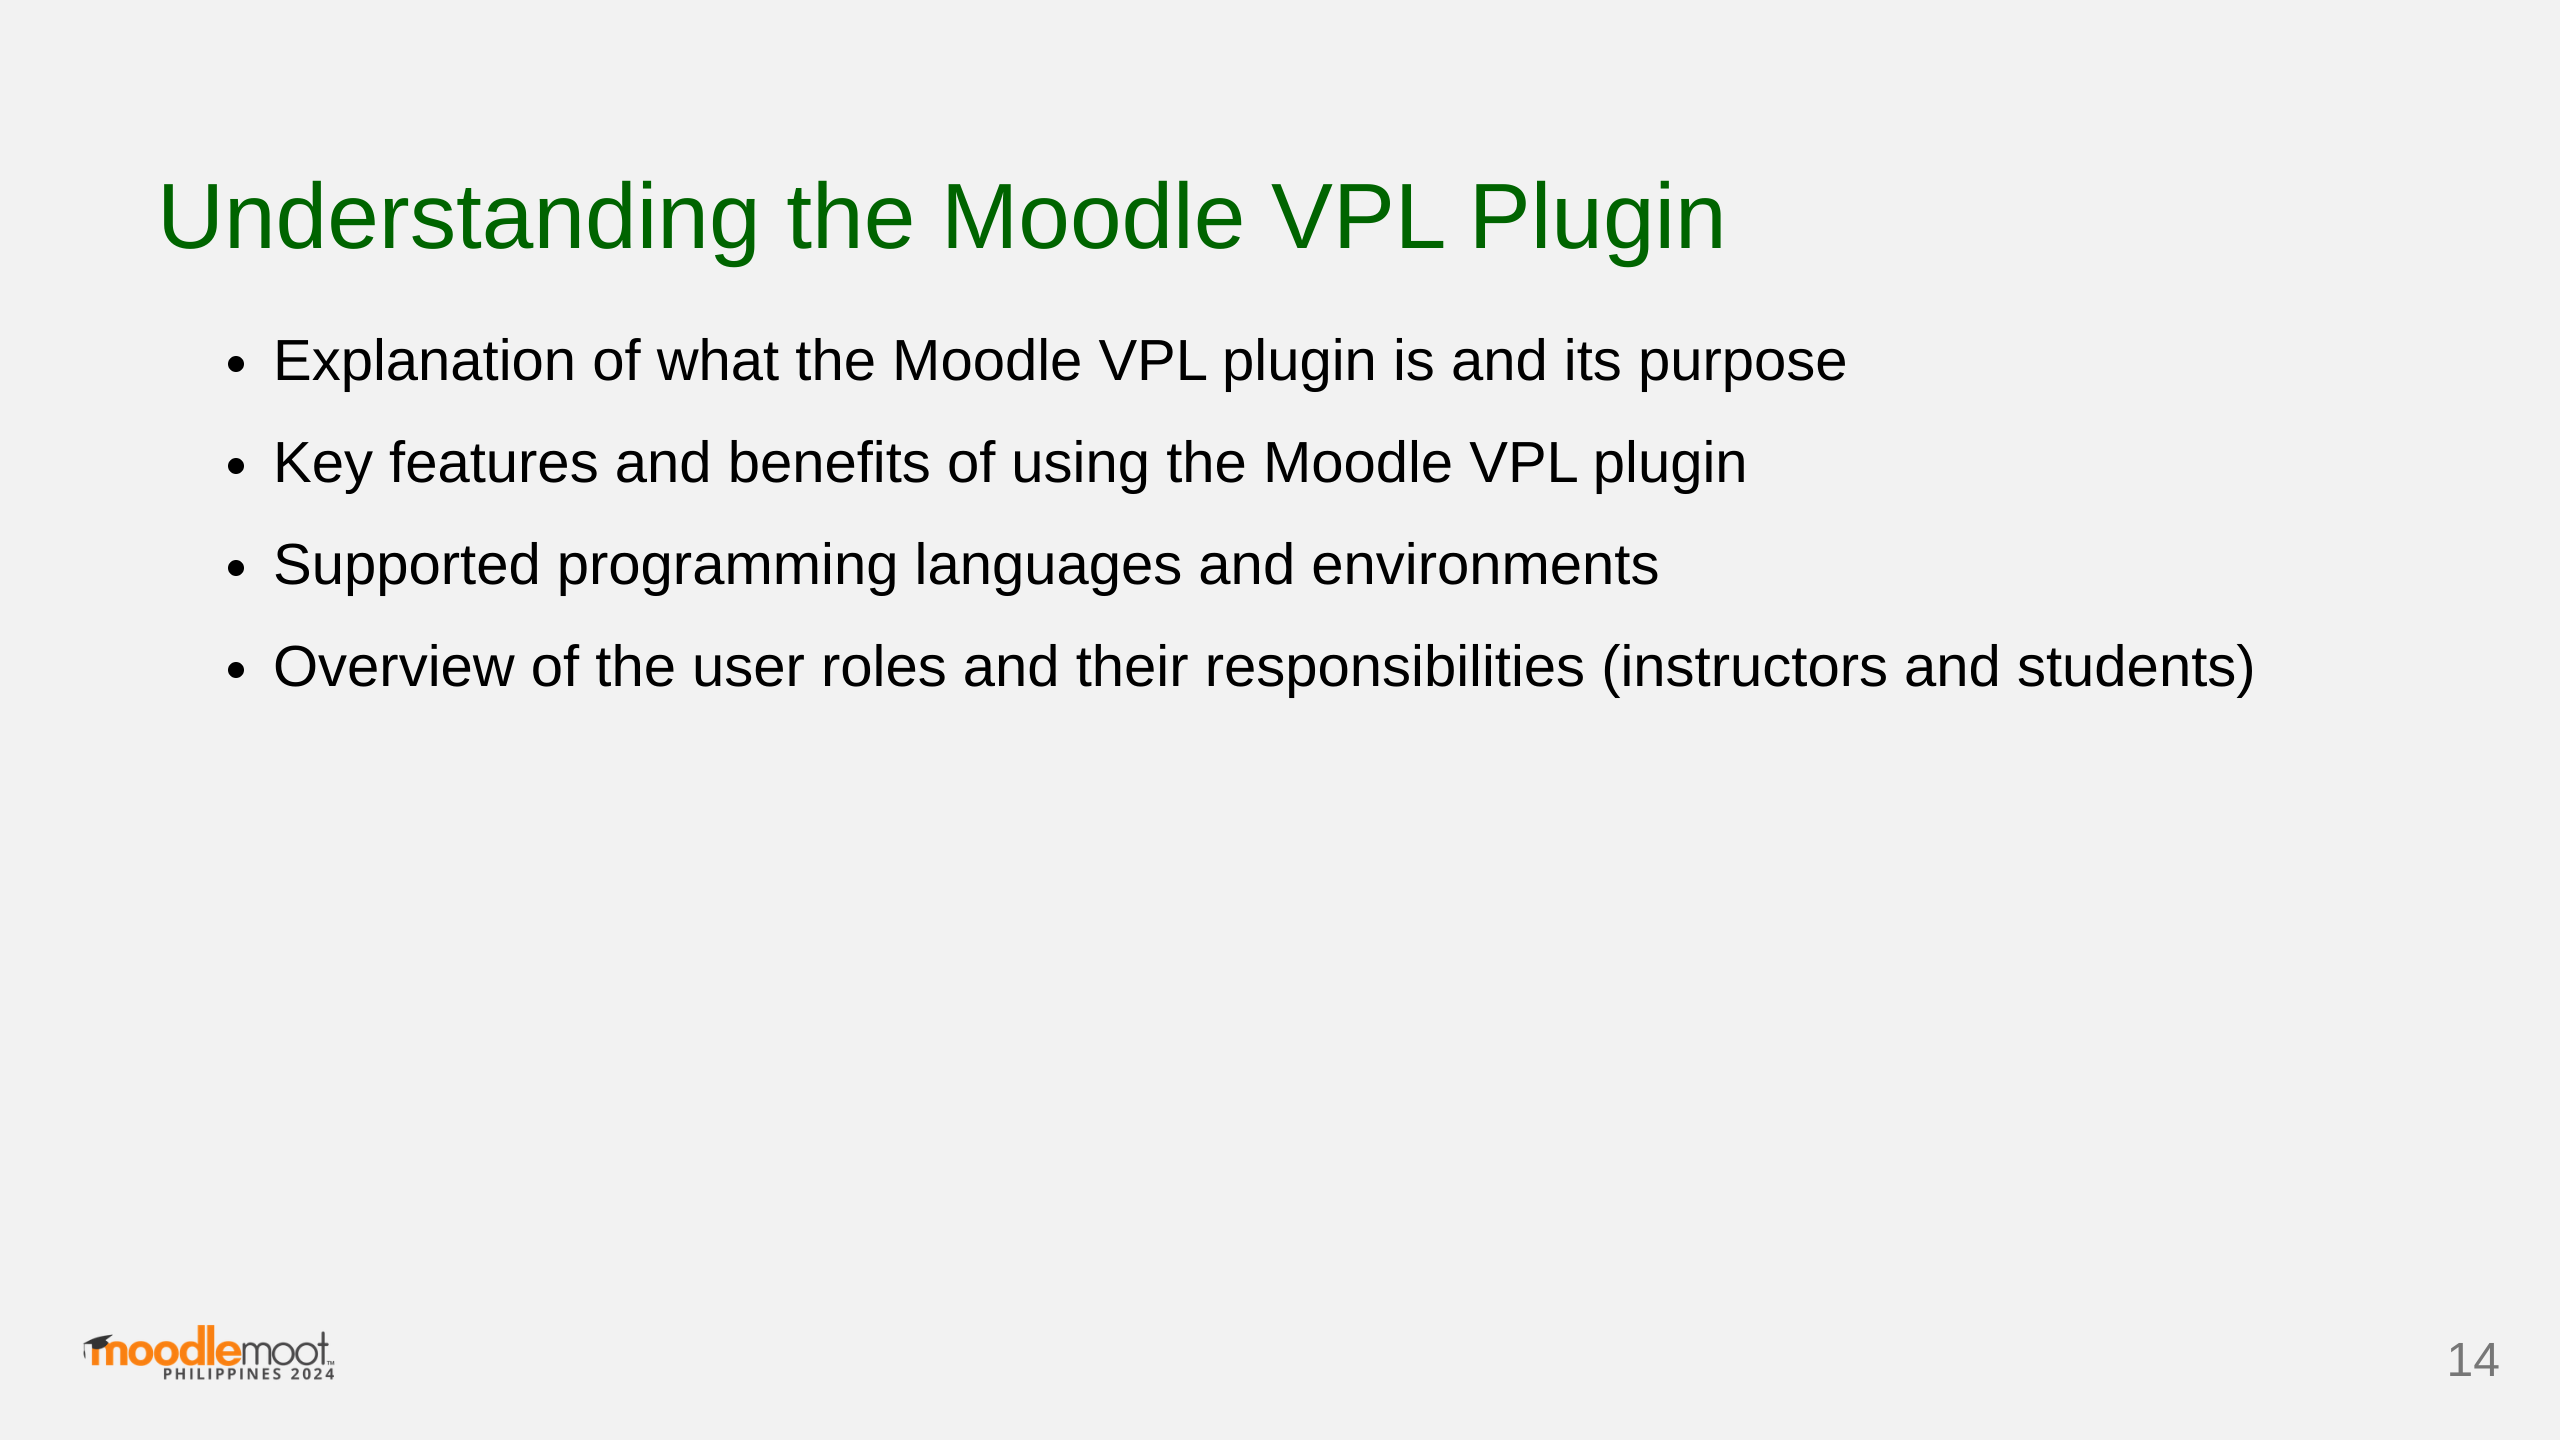 Understanding the Moodle VPL Plugin
• Explanation of what the Moodle VPL plugin is and its purpose
• Key features and benefits of using the Moodle VPL plugin
• Supported programming languages and environments
• Overview of the user roles and their responsibilities (instructors and students)
moodlemoot™
PHILIPPINES 2024
14